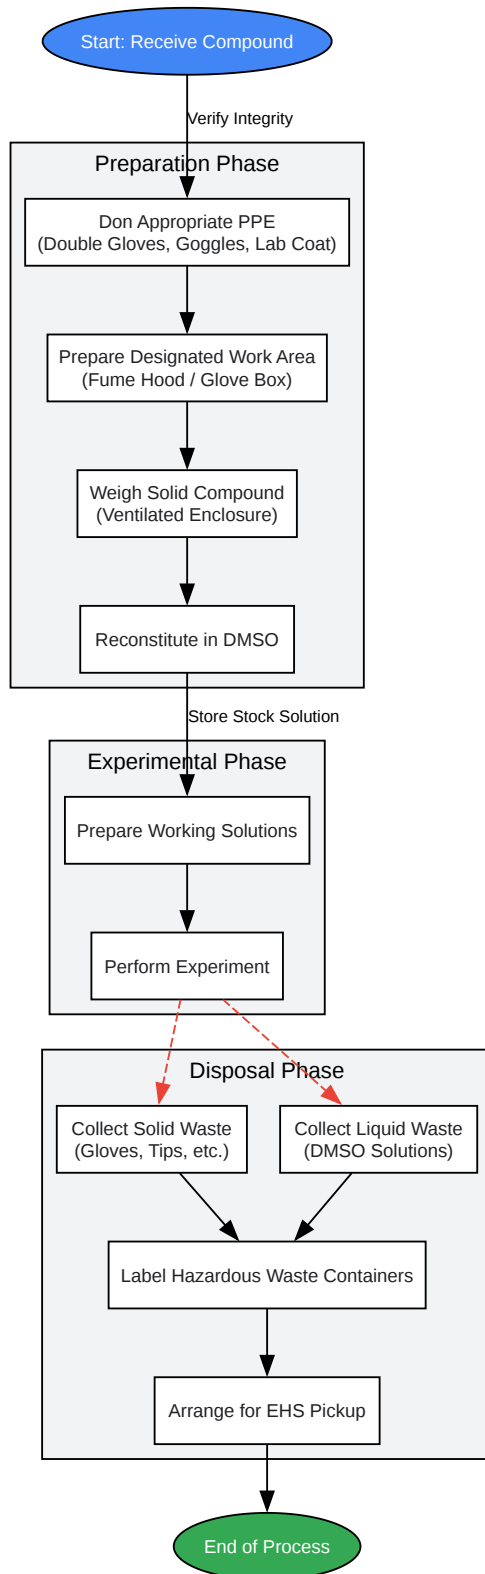 Start: Receive Compound
Verify Integrity
Preparation Phase
Don Appropriate PPE
(Double Gloves, Goggles, Lab Coat)
Prepare Designated Work Area
(Fume Hood / Glove Box)
Weigh Solid Compound
(Ventilated Enclosure)
Reconstitute in DMSO
Store Stock Solution
Experimental Phase
Prepare Working Solutions
Perform Experiment
Disposal Phase
Collect Solid Waste
(Gloves, Tips, etc.)
Collect Liquid Waste
(DMSO Solutions)
Label Hazardous Waste Containers
Arrange for EHS Pickup
End of Process